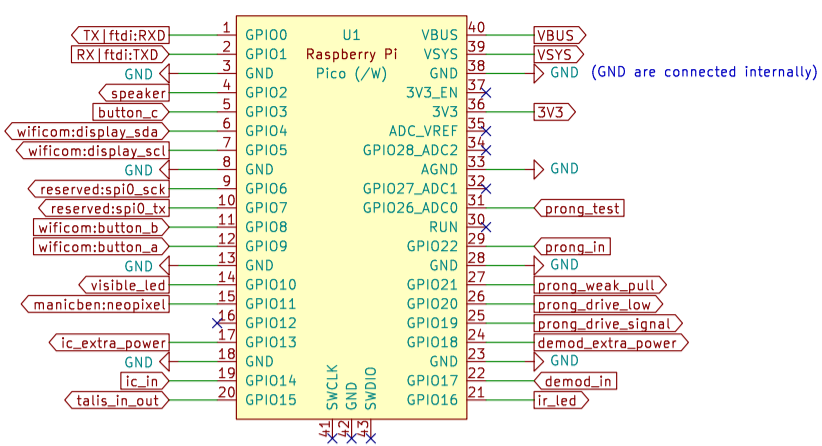 TX|ftdi:RXD 1 GPIO0 U1 VBUS 40 VBUS
RX|ftdi:TXD 2 GPIO1 Raspberry Pi VSYS 39 VSYS
GND 3 GND Pico (/W) GND 38 GND (GND are connected internally)
speaker 4 GPIO2 3V3_EN 37
button_c 5 GPIO3 3V3 36 3V3
wificom:display_sda 6 GPIO4 ADC_VREF 35
wificom:display_scl 7 GPIO5 GPIO28_ADC2 34
GND 8 GND AGND 33 GND
reserved:spi0_sck 9 GPIO6 GPIO27_ADC1 32
reserved:spi0_tx 10 GPIO7 GPIO26_ADC0 31 prong_test
wificom:button_b 11 GPIO8 RUN 30
wificom:button_a 12 GPIO9 GPIO22 29 prong_in
GND 13 GND GND 28 GND
visible_led 14 GPIO10 GPIO21 27 prong_weak_pull
manicben:neopixel 15 GPIO11 GPIO20 26 prong_drive_low
16 GPIO12 GPIO19 25 prong_drive_signal
ic_extra_power 17 GPIO13 GPIO18 24 demod_extra_power
GND 18 GND GND 23 GND
ic_in 19 GPIO14 GPIO17 22 demod_in
talis_in_out 20 GPIO15 GPIO16 21 ir_led
SWCLK GND SWDIO
41 42 43